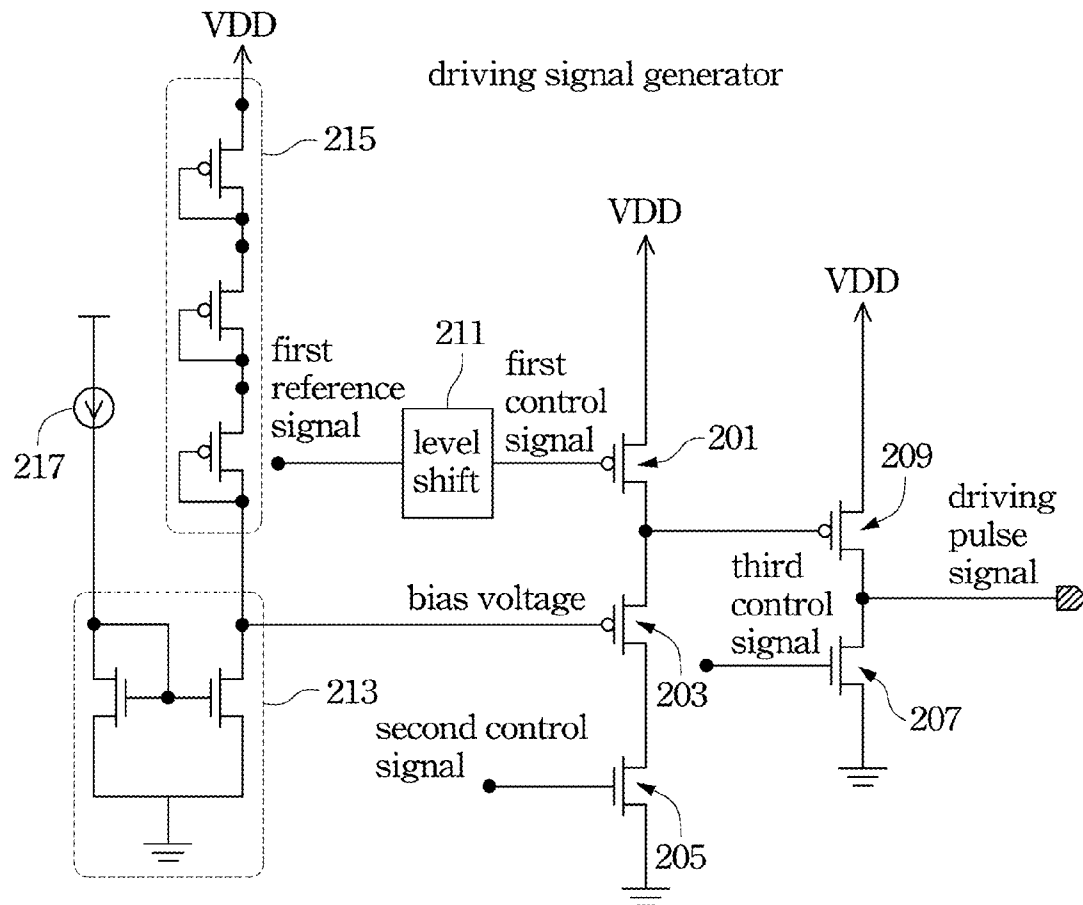 VDD
driving signal generator
215
VDD
VDD
217
first
reference
signal
211
level
shift
first
control
signal
201
209
driving
pulse
signal
third
control
signal
bias voltage
203
207
213
second control
signal
205